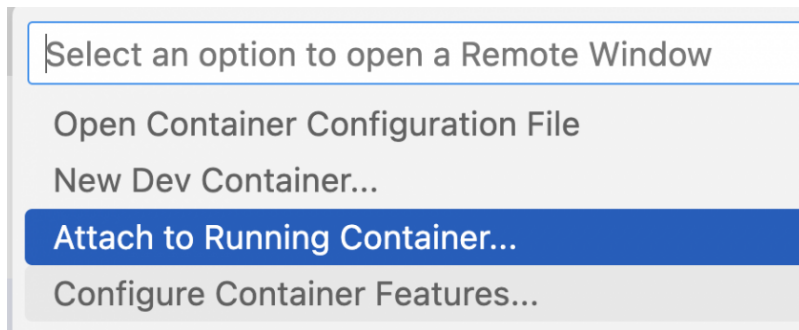 Select an option to open a Remote Window
Open Container Configuration File
New Dev Container...
Attach to Running Container...
Configure Container Features...